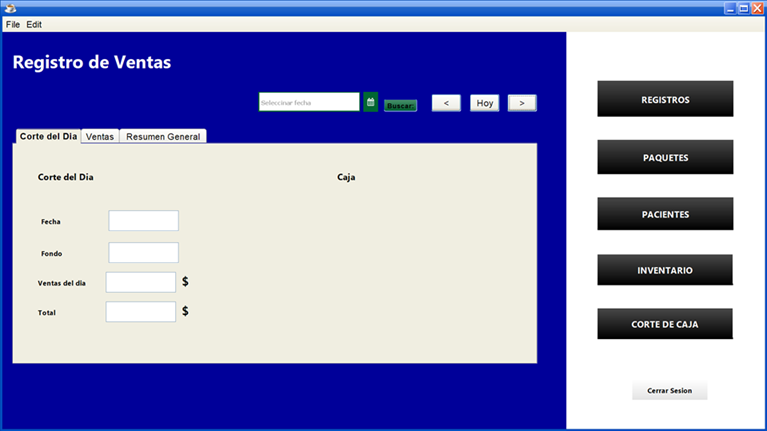 File Edit
Registro de Ventas
Seleccinar fecha
Buscar:
< Hoy >
Corte del Dia Ventas Resumen General
Corte del Dia
Caja
Fecha
Fondo
Ventas del dia $
Total $
REGISTROS
PAQUETES
PACIENTES
INVENTARIO
CORTE DE CAJA
Cerrar Sesion